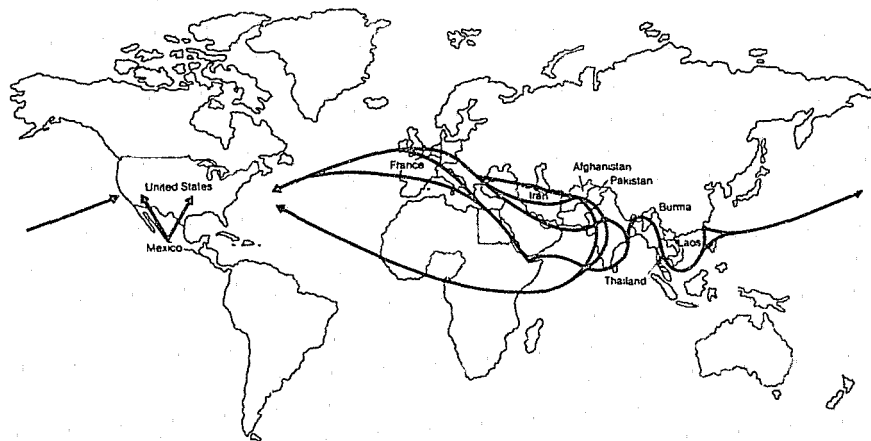 France
Afghanistan
Iran
Pakistan
United States
Burma
Mexico
Laos
Thailand